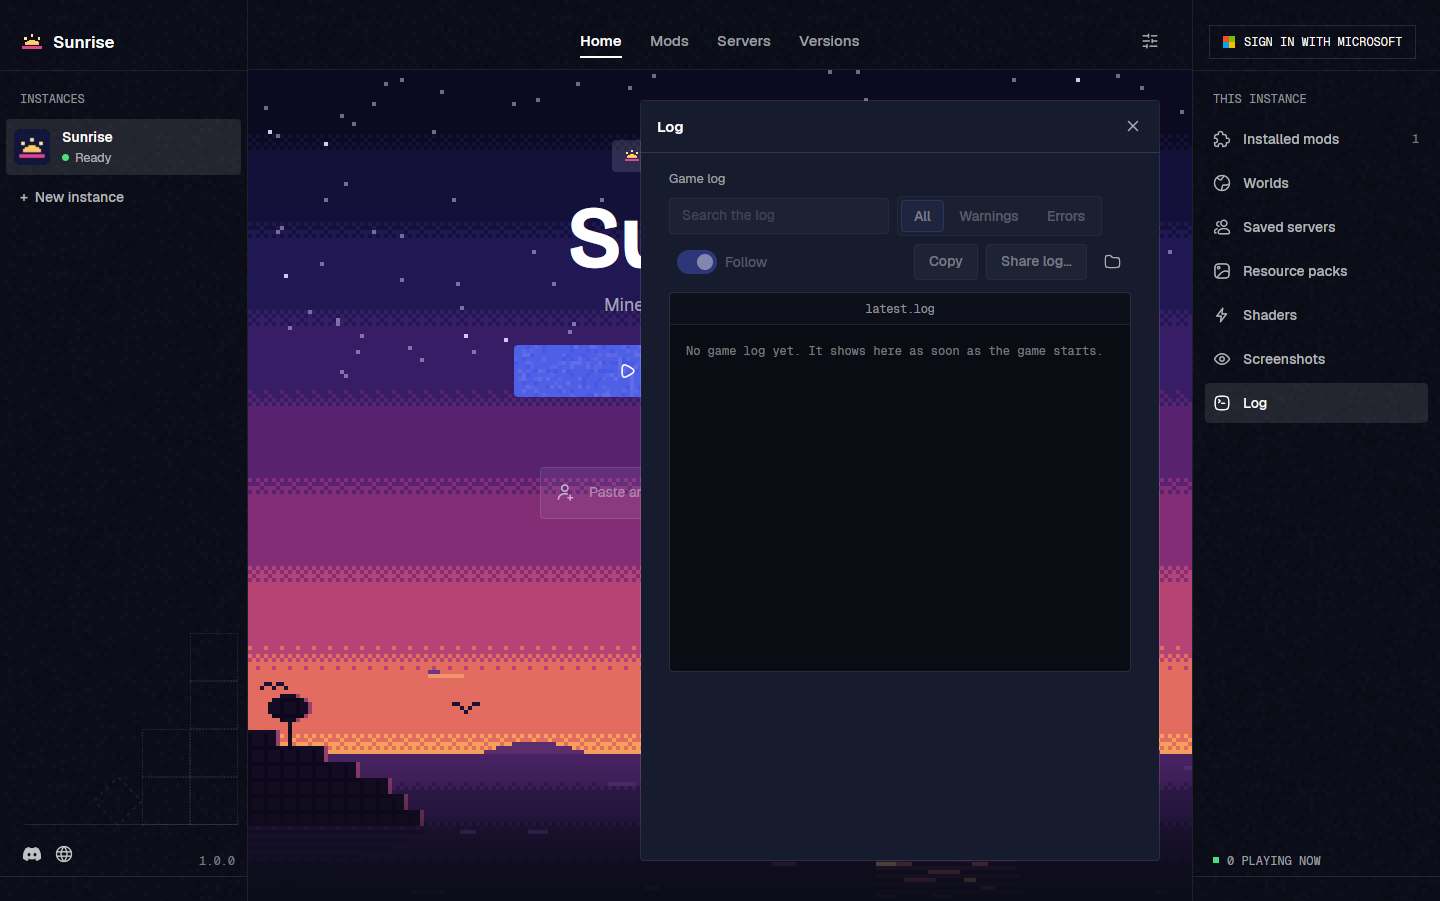 Sunrise
Home
Mods
Servers
Versions
SIGN IN WITH MICROSOFT
INSTANCES
Sunrise
Ready
+ New instance
1.0.0
Su
Mine
Paste an
Log
Game log
Search the log
All
Warnings
Errors
Follow
Copy
Share log…
latest.log
No game log yet. It shows here as soon as the game starts.
THIS INSTANCE
Installed mods
1
Worlds
Saved servers
Resource packs
Shaders
Screenshots
Log
0 PLAYING NOW